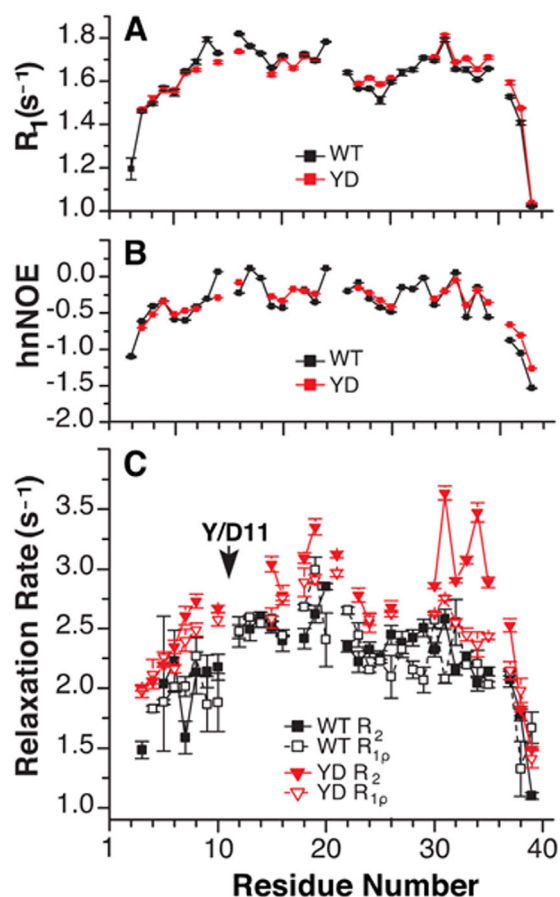 A
1.8
1.6
1.4
1.2
1.0
R₁(s⁻¹)
WT
YD
B
0.0
-0.5
-1.0
-1.5
-2.0
hnNOE
WT
YD
C
3.5
3.0
2.5
2.0
1.5
1.0
Relaxation Rate (s⁻¹)
Y/D11
WT R₂
WT R₁ρ
YD R₂
YD R₁ρ
1 10 20 30 40
Residue Number